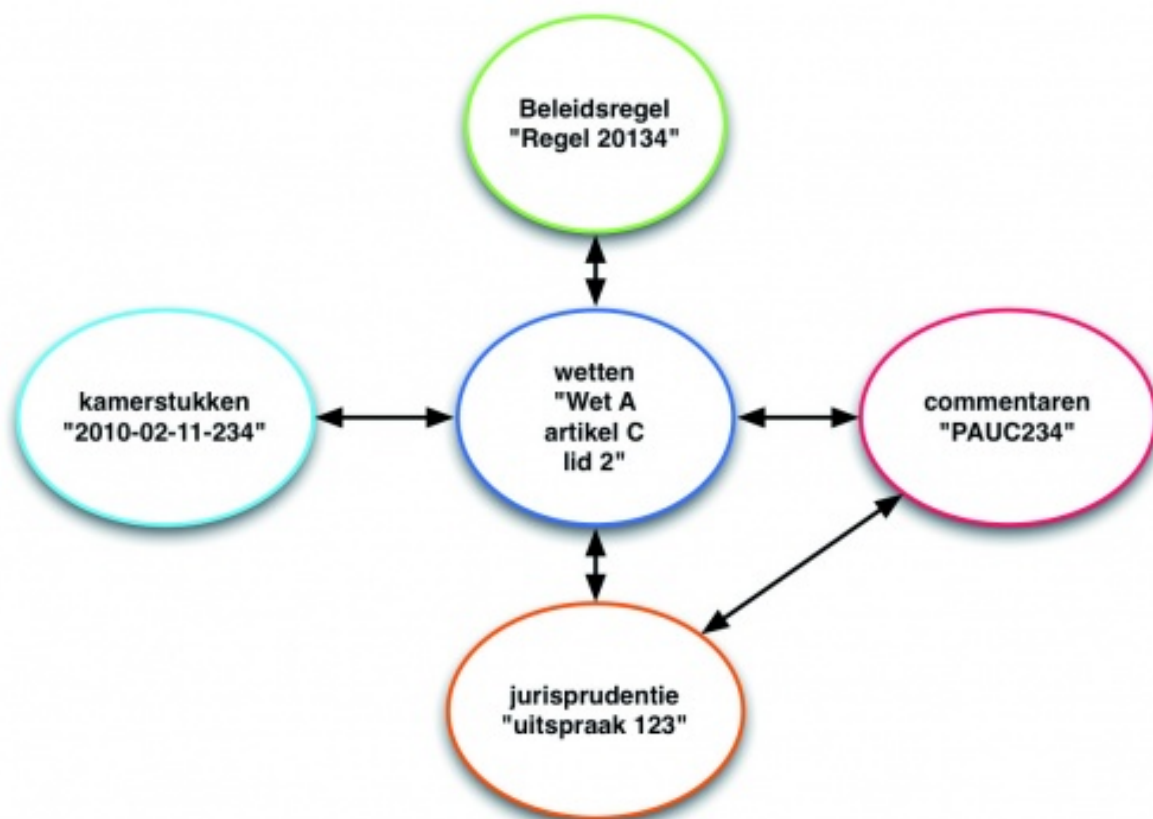 Beleidsregel
"Regel 20134"
kamerstukken
"2010-02-11-234"
wetten
"Wet A
artikel C
lid 2"
commentaren
"PAUC234"
jurisprudentie
"uitspraak 123"